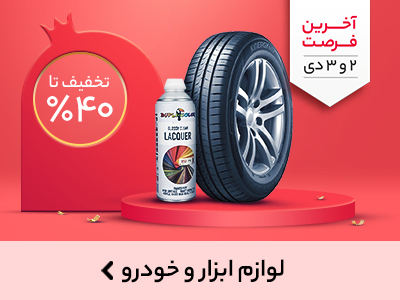 آخرین
فرصت
۲ و ۳ دی
تخفیف تا
%۴۰
LACQUER
لوازم ابزار و خودرو